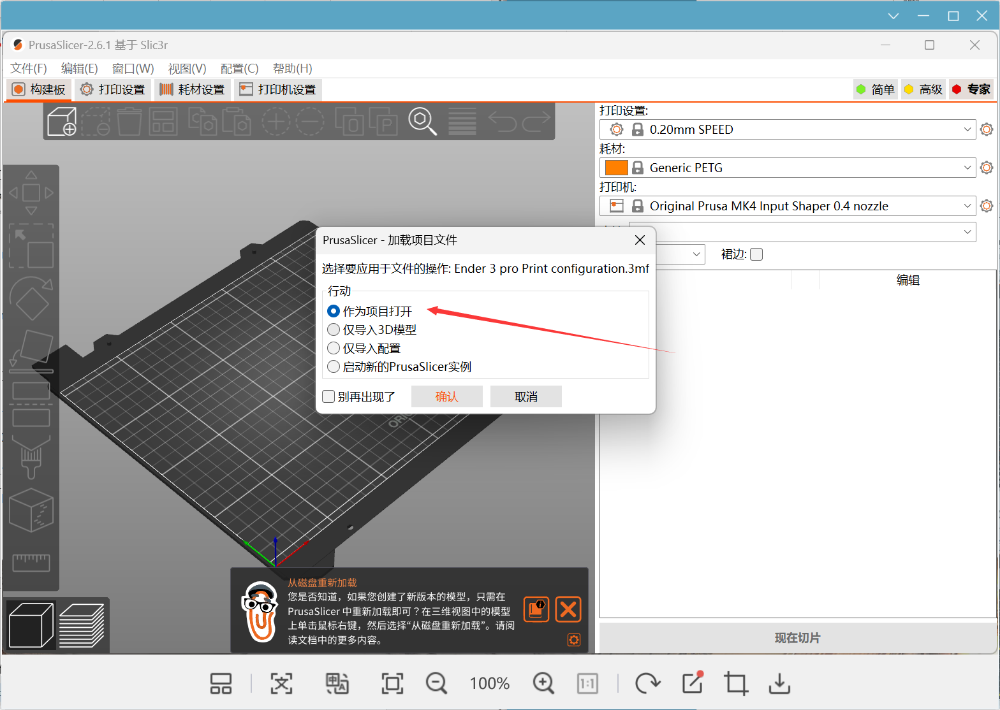 PrusaSlicer-2.6.1 基于 Slic3r
文件(F) 编辑(E) 窗口(W) 视图(V) 配置(C) 帮助(H)
构建板 打印设置 耗材设置 打印机设置 简单 高级 专家
打印设置:
0.20mm SPEED
耗材:
Generic PETG
打印机:
Original Prusa MK4 Input Shaper 0.4 nozzle
裙边:
编辑
PrusaSlicer - 加载项目文件
选择要应用于文件的操作: Ender 3 pro Print configuration.3mf
行动
作为项目打开
仅导入3D模型
仅导入配置
启动新的PrusaSlicer实例
别再出现了 确认 取消
从磁盘重新加载
您是否知道，如果您创建了新版本的模型，只需在
PrusaSlicer 中重新加载即可？在三维视图中的模型
上单击鼠标右键，然后选择“从磁盘重新加载”。请阅
读文档中的更多内容。
现在切片
100% 1:1